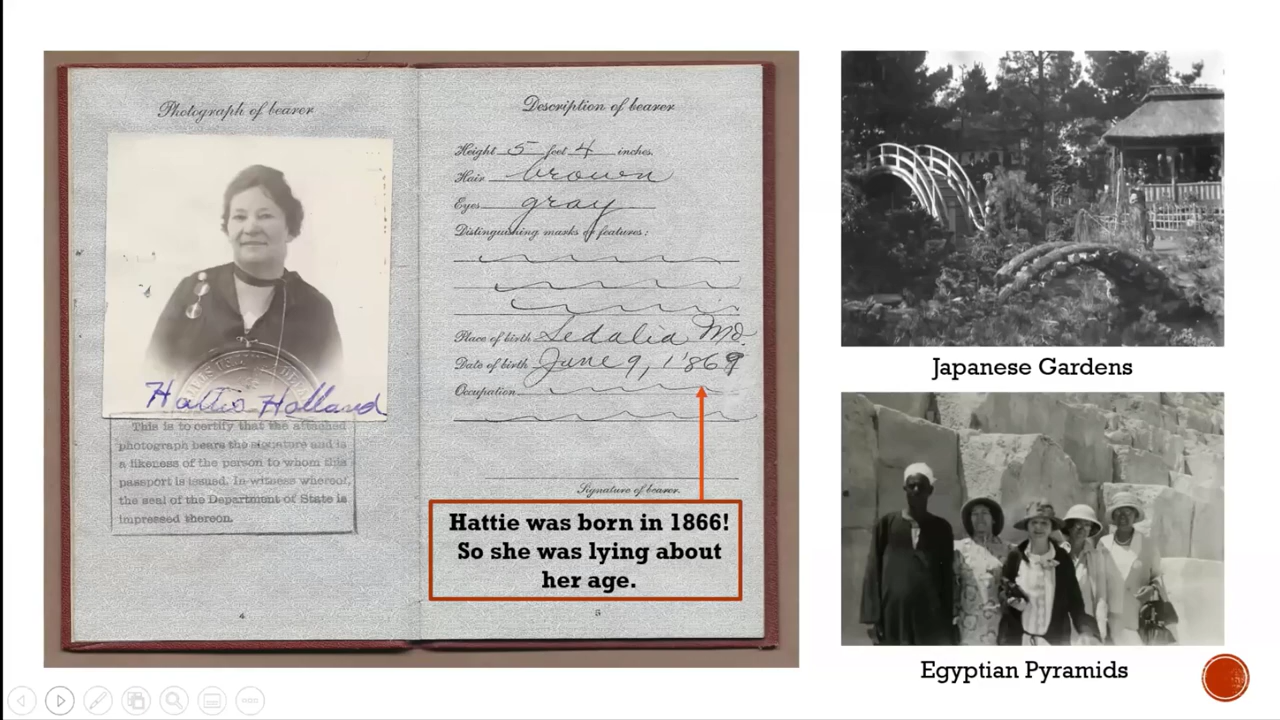 Photograph of bearer
Hattie Holland
This is to certify that the attached
photograph bears the signature and is
a likeness of the person to whom this
passport is issued. In witness whereof,
the seal of the Department of State is
impressed thereon.
4
Description of bearer
Height 5 feet 4 inches.
Hair brown
Eyes gray
Distinguishing marks or features:
Place of birth Sedalia Mo.
Date of birth June 9, 1869
Occupation
Signature of bearer.
Hattie was born in 1866!
So she was lying about
her age.
5
Japanese Gardens
Egyptian Pyramids